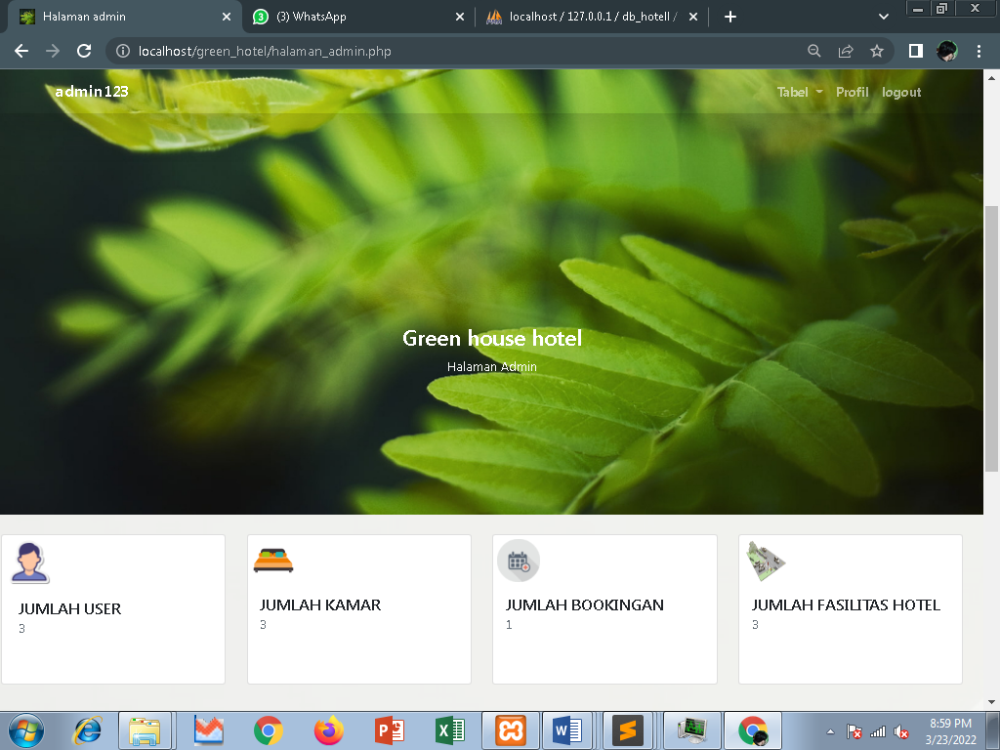 Halaman admin
(3) WhatsApp
localhost / 127.0.0.1 / db_hotell /
localhost/green_hotel/halaman_admin.php
admin123
Tabel
Profil
logout
Green house hotel
Halaman Admin
JUMLAH USER
3
JUMLAH KAMAR
3
JUMLAH BOOKINGAN
1
JUMLAH FASILITAS HOTEL
3
8:59 PM
3/23/2022